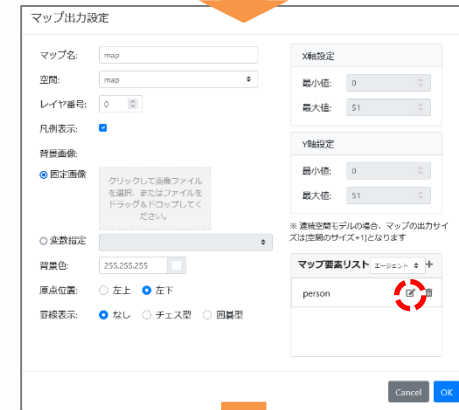 マップ出力設定
マップ名: map
空間: map
レイヤ番号: 0
凡例表示:
背景画像:
固定画像
クリックして画像ファイル
を選択、またはファイルを
ドラッグ&ドロップしてく
ださい。
変数指定
背景色: 255,255,255
原点位置: 左上 左下
罫線表示: なし チェス型 囲碁型
X軸設定
最小値: 0
最大値: 51
Y軸設定
最小値: 0
最大値: 51
※ 連続空間モデルの場合、マップの出力サイ
ズは[空間のサイズ+1]となります
マップ要素リスト エージェント +
person
Cancel OK